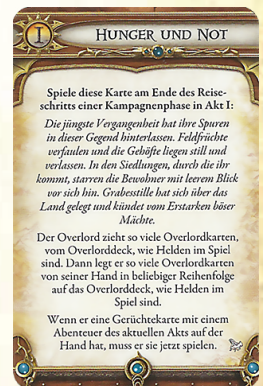 I
HUNGER UND NOT
Spiele diese Karte am Ende des Reise-
schritts einer Kampagnenphase in Akt I:
Die jüngste Vergangenheit hat ihre Spuren
in dieser Gegend hinterlassen. Feldfrüchte
verfaulen und die Gehöfte liegen still und
verlassen. In den Siedlungen, durch die ihr
kommt, starren die Bewohner mit leerem Blick
vor sich hin. Grabesstille hat sich über das
Land gelegt und kündet vom Erstarken böser
Mächte.
Der Overlord zieht so viele Overlordkarten,
vom Overlorddeck, wie Helden im Spiel
sind. Dann legt er so viele Overlordkarten
von seiner Hand in beliebiger Reihenfolge
auf das Overlorddeck, wie Helden im
Spiel sind.
Wenn er eine Gerüchtekarte mit einem
Abenteuer des aktuellen Akts auf der
Hand hat, muss er sie jetzt spielen.